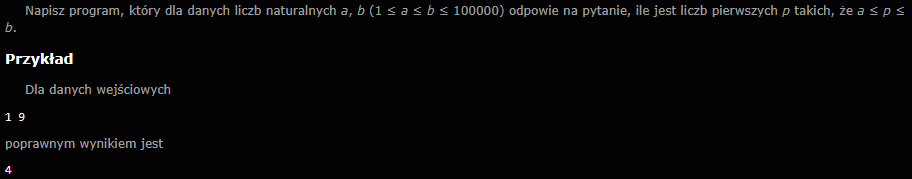 Napisz program, który dla danych liczb naturalnych a, b (1 ≤ a ≤ b ≤ 100000) odpowie na pytanie, ile jest liczb pierwszych p takich, że a ≤ p ≤
b.
Przykład
Dla danych wejściowych
1 9
poprawnym wynikiem jest
4